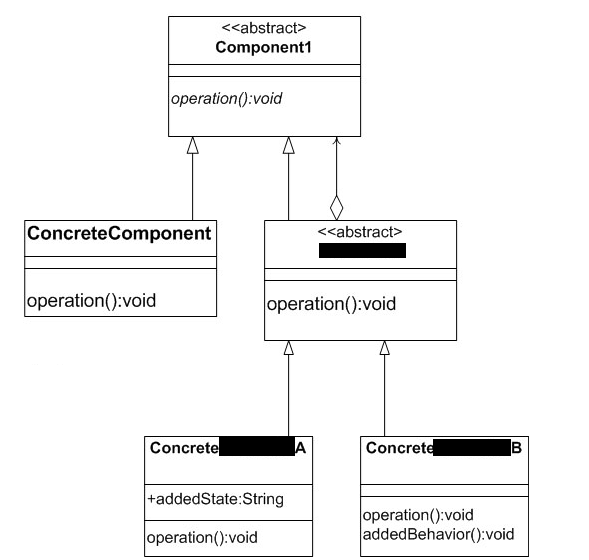 <<abstract>>
Component1
operation():void
ConcreteComponent
operation():void
<<abstract>>
operation():void
Concrete A
+addedState:String
operation():void
Concrete B
operation():void
addedBehavior():void